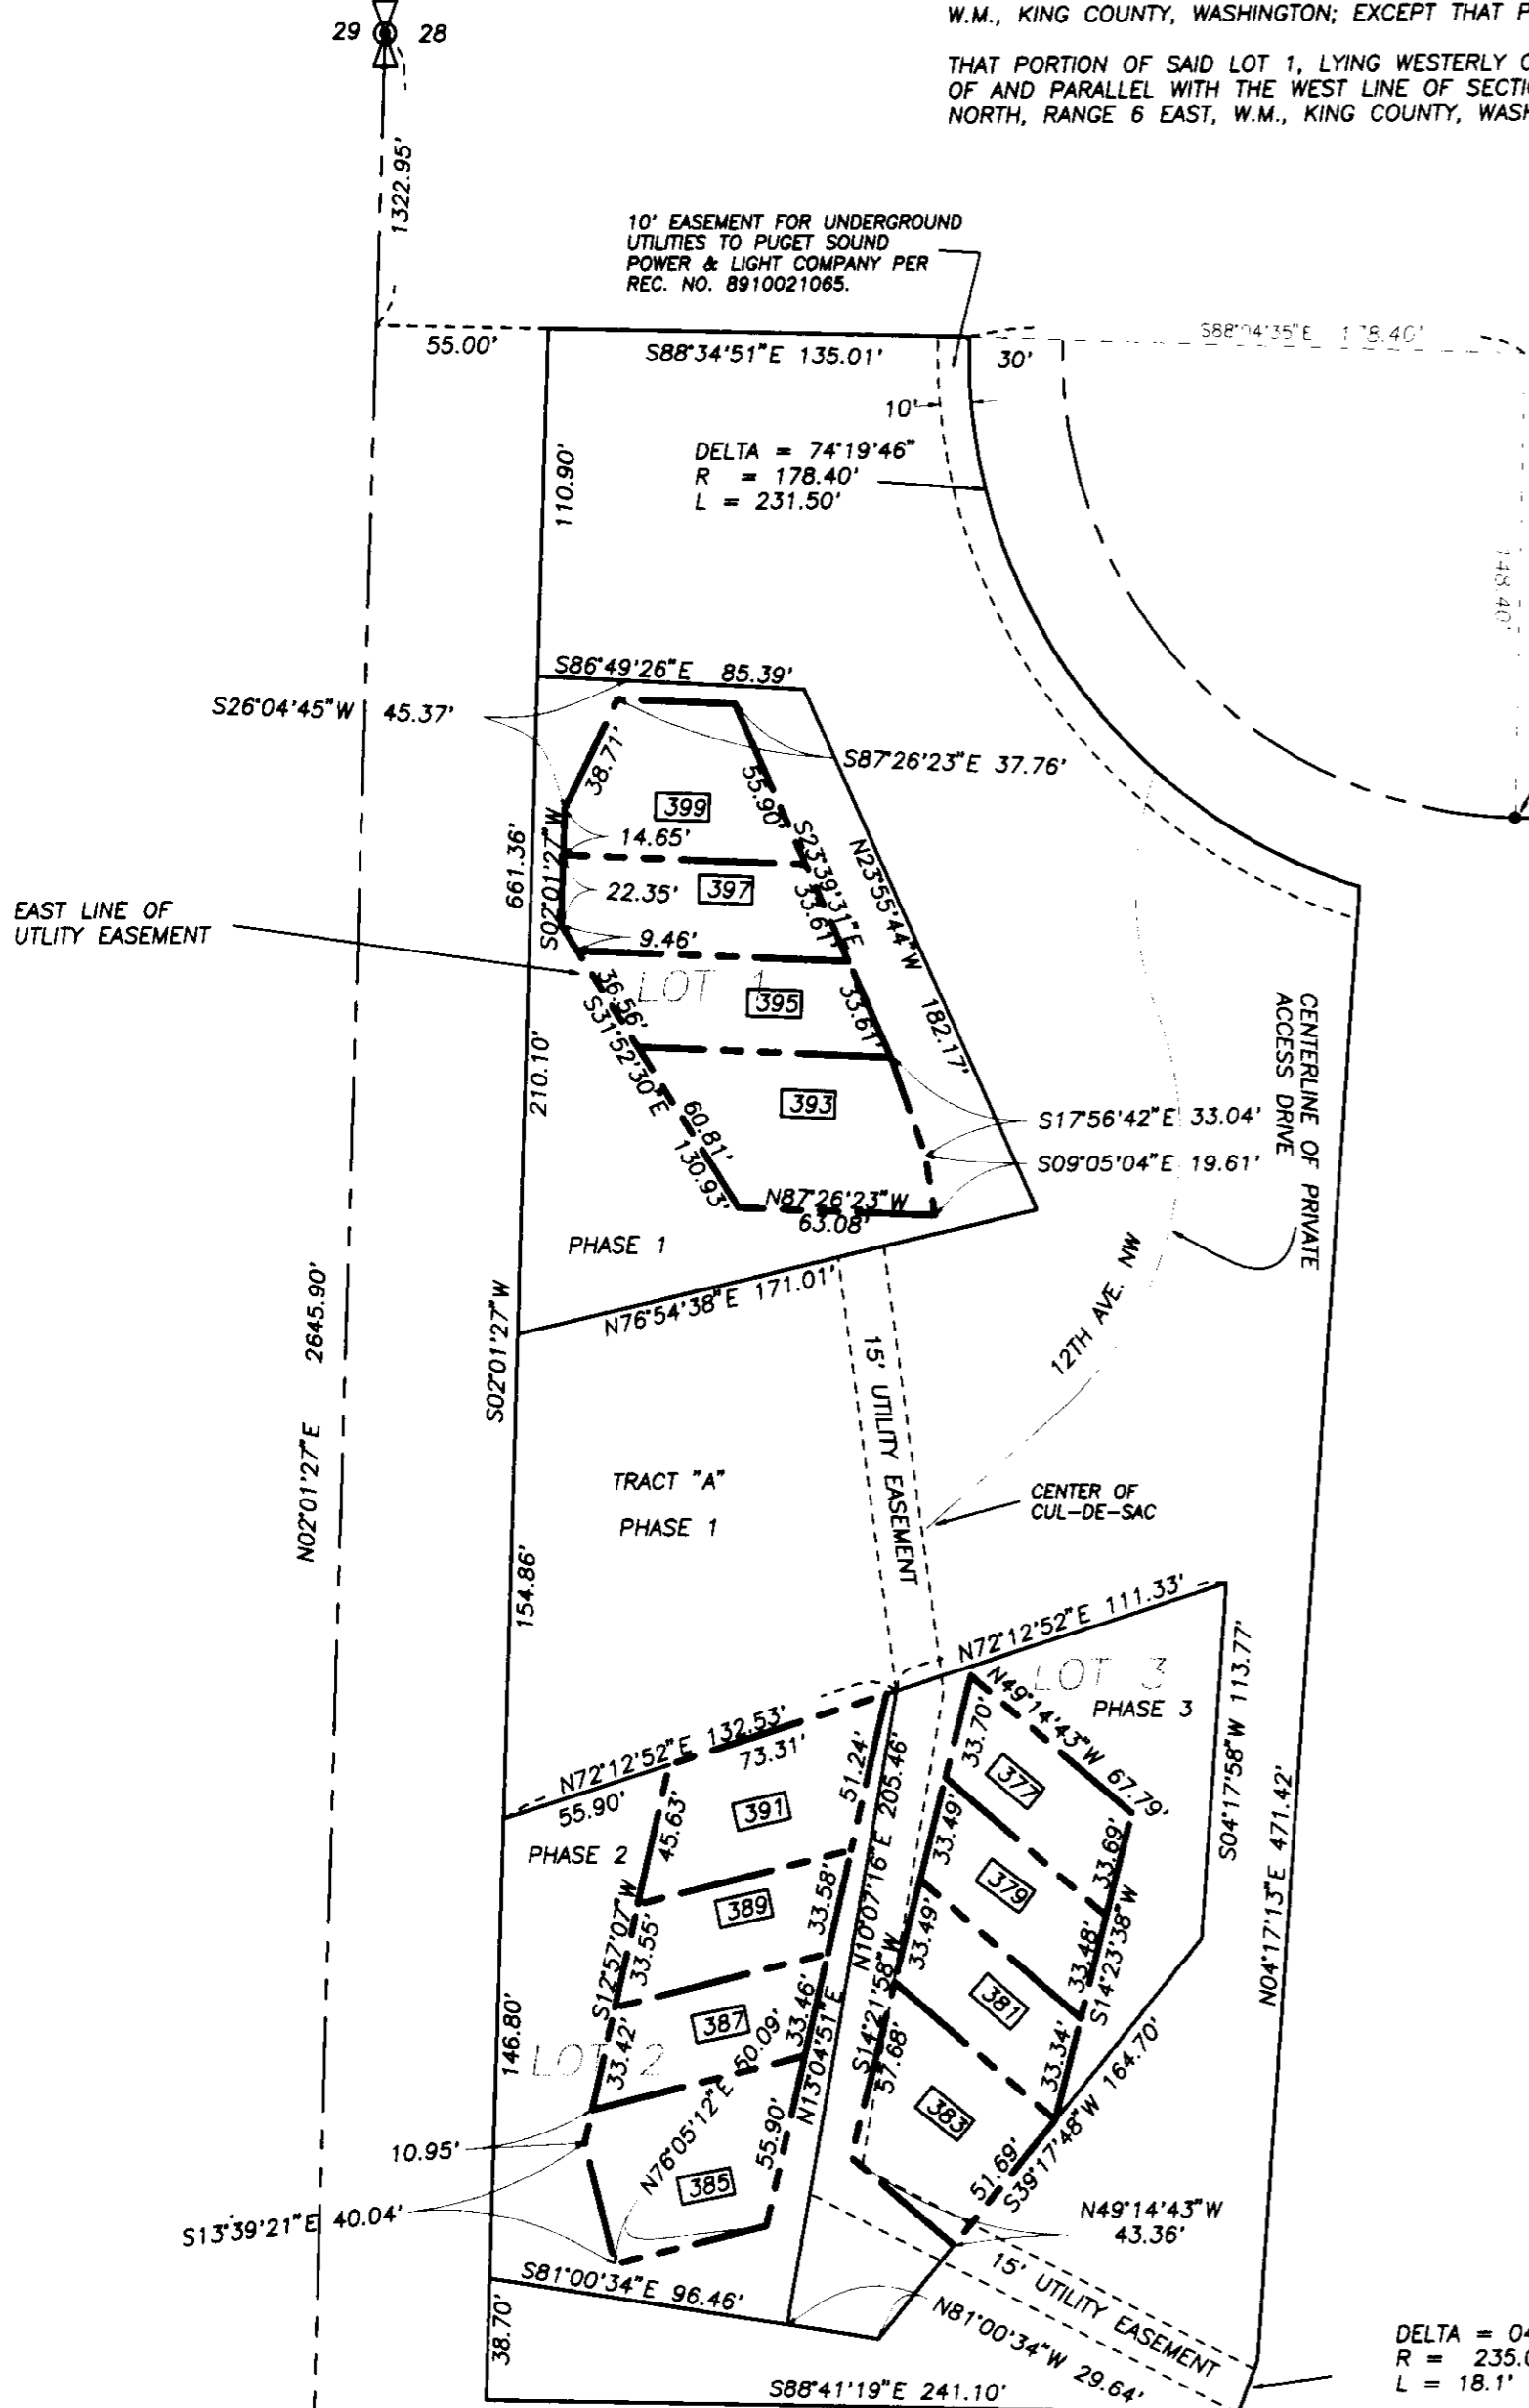 W.M., KING COUNTY, WASHINGTON; EXCEPT THAT
THAT PORTION OF SAID LOT 1, LYING WESTERLY
OF AND PARALLEL WITH THE WEST LINE OF
NORTH, RANGE 6 EAST, W.M., KING COUNTY,
29 28
1322.95'
10' EASEMENT FOR UNDERGROUND
UTILITIES TO PUGET SOUND
POWER & LIGHT COMPANY PER
REC. NO. 8910021065.
55.00'
S88°34'51"E 135.01'
30'
S88°04'35"E 178.40'
10'
110.90'
DELTA = 74°19'46"
R = 178.40'
L = 231.50'
148.40'
S86°49'26"E 85.39'
S26°04'45"W 45.37'
38.71'
S87°26'23"E 37.76'
55.90'
399
14.65'
661.36'
S02°01'27"W
397
22.35'
S23°39'31"E
33.61'
N23°55'44"W
182.17'
EAST LINE OF
UTLITY EASEMENT
9.46'
LOT 1
36.56'
S31°52'30"E
395
33.61'
CENTERLINE OF PRIVATE
ACCESS DRIVE
210.10'
393
60.81'
130.93'
S17°56'42"E 33.04'
S09°05'04"E 19.61'
N87°26'23"W
63.08'
PHASE 1
N76°54'38"E 171.01'
12TH AVE. NW
2645.90'
N02°01'27"E
S02°01'27"W
15' UTILITY EASEMENT
TRACT "A"
PHASE 1
CENTER OF
CUL-DE-SAC
154.86'
N72°12'52"E 111.33'
LOT 3
PHASE 3
N49°14'43"W 67.79'
33.70'
377
S04°17'58"W 113.77'
N04°17'13"E 471.42'
N72°12'52"E 132.53'
73.31'
55.90'
51.24'
N10°07'16"E 205.46'
391
45.63'
PHASE 2
33.49'
33.69'
379
389
33.58'
S12°57'07"W
33.55'
33.49'
33.48'
S14°23'38"W
381
387
33.46'
N13°04'51"E
S14°21'58"W
57.68'
33.34'
146.80'
LOT 2
33.42'
N76°05'12"E 50.09'
383
S39°17'48"W 164.70'
51.69'
10.95'
55.90'
385
S13°39'21"E 40.04'
N49°14'43"W
43.36'
S81°00'34"E 96.46'
15' UTILITY EASEMENT
N81°00'34"W 29.64'
38.70'
S88°41'19"E 241.10'
DELTA =
R =
L = 18.1'